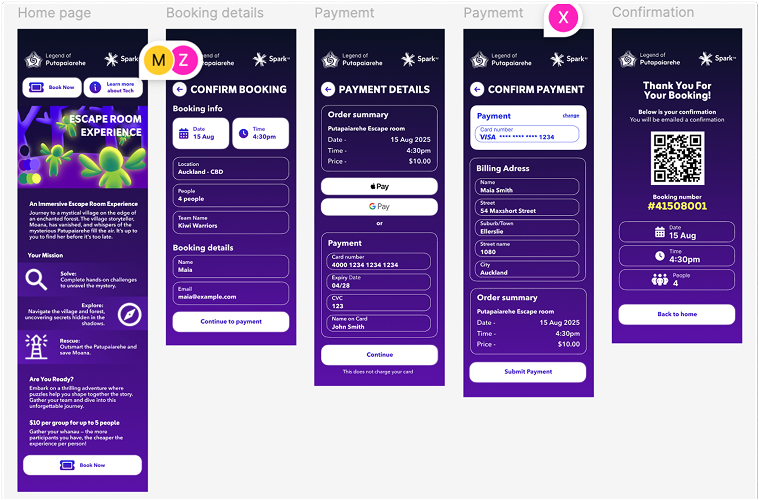 Home page
Legend of
Putapaiarehe
Spark™
Book Now
Learn more
about Tech
ESCAPE ROOM
EXPERIENCE
An Immersive Escape Room Experience
Journey to a mystical village on the edge of
an enchanted forest. The village storyteller,
Moana, has vanished, and whispers of the
mysterious Patupaiarehe fill the air. It's up to
you to find her before it's too late.
Your Mission
Solve:
Complete hands-on challenges
to unravel the mystery.
Explore:
Navigate the village and forest,
uncovering secrets hidden in the
shadows.
Rescue:
Outsmart the Patupaiarehe and
save Moana.
Are You Ready?
Embark on a thrilling adventure where
puzzles help you shape together the story.
Gather your team and dive into this
unforgettable journey.
$10 per group for up to 5 people
Gather your whanau – the more
participants you have, the cheaper the
experience per person!
Book Now
M
Z
Booking details
Legend of
Putapaiarehe
Spark™
CONFIRM BOOKING
Booking info
Date
15 Aug
Time
4:30pm
Location
Auckland - CBD
People
4 people
Team Name
Kiwi Warriors
Booking details
Name
Maia
Email
maia@example.com
Continue to payment
Paymemt
Legend of
Putapaiarehe
Spark™
PAYMENT DETAILS
Order summary
Putapaiarehe Escape room
Date - 15 Aug 2025
Time - 4:30pm
Price - $10.00
Pay
G Pay
or
Payment
Card number
4000 1234 1234 1234
Expiry Date
04/28
CVC
123
Name on Card
John Smith
Continue
This does not charge your card
Paymemt
X
Legend of
Putapaiarehe
Spark™
CONFIRM PAYMENT
Payment change
Card number
VISA **** **** **** 1234
Billing Adress
Name
Maia Smith
Street
54 Maxshort Street
Suburb/Town
Ellerslie
Street name
1080
City
Auckland
Order summary
Putapaiarehe Escape room
Date - 15 Aug 2025
Time - 4:30pm
Price - $10.00
Submit Payment
Confirmation
Legend of
Putapaiarehe
Spark™
Thank You For
Your Booking!
Below is your confirmation
You will be emailed a confirmation
Booking number
#41508001
Date
15 Aug
Time
4:30pm
People
4
Back to home